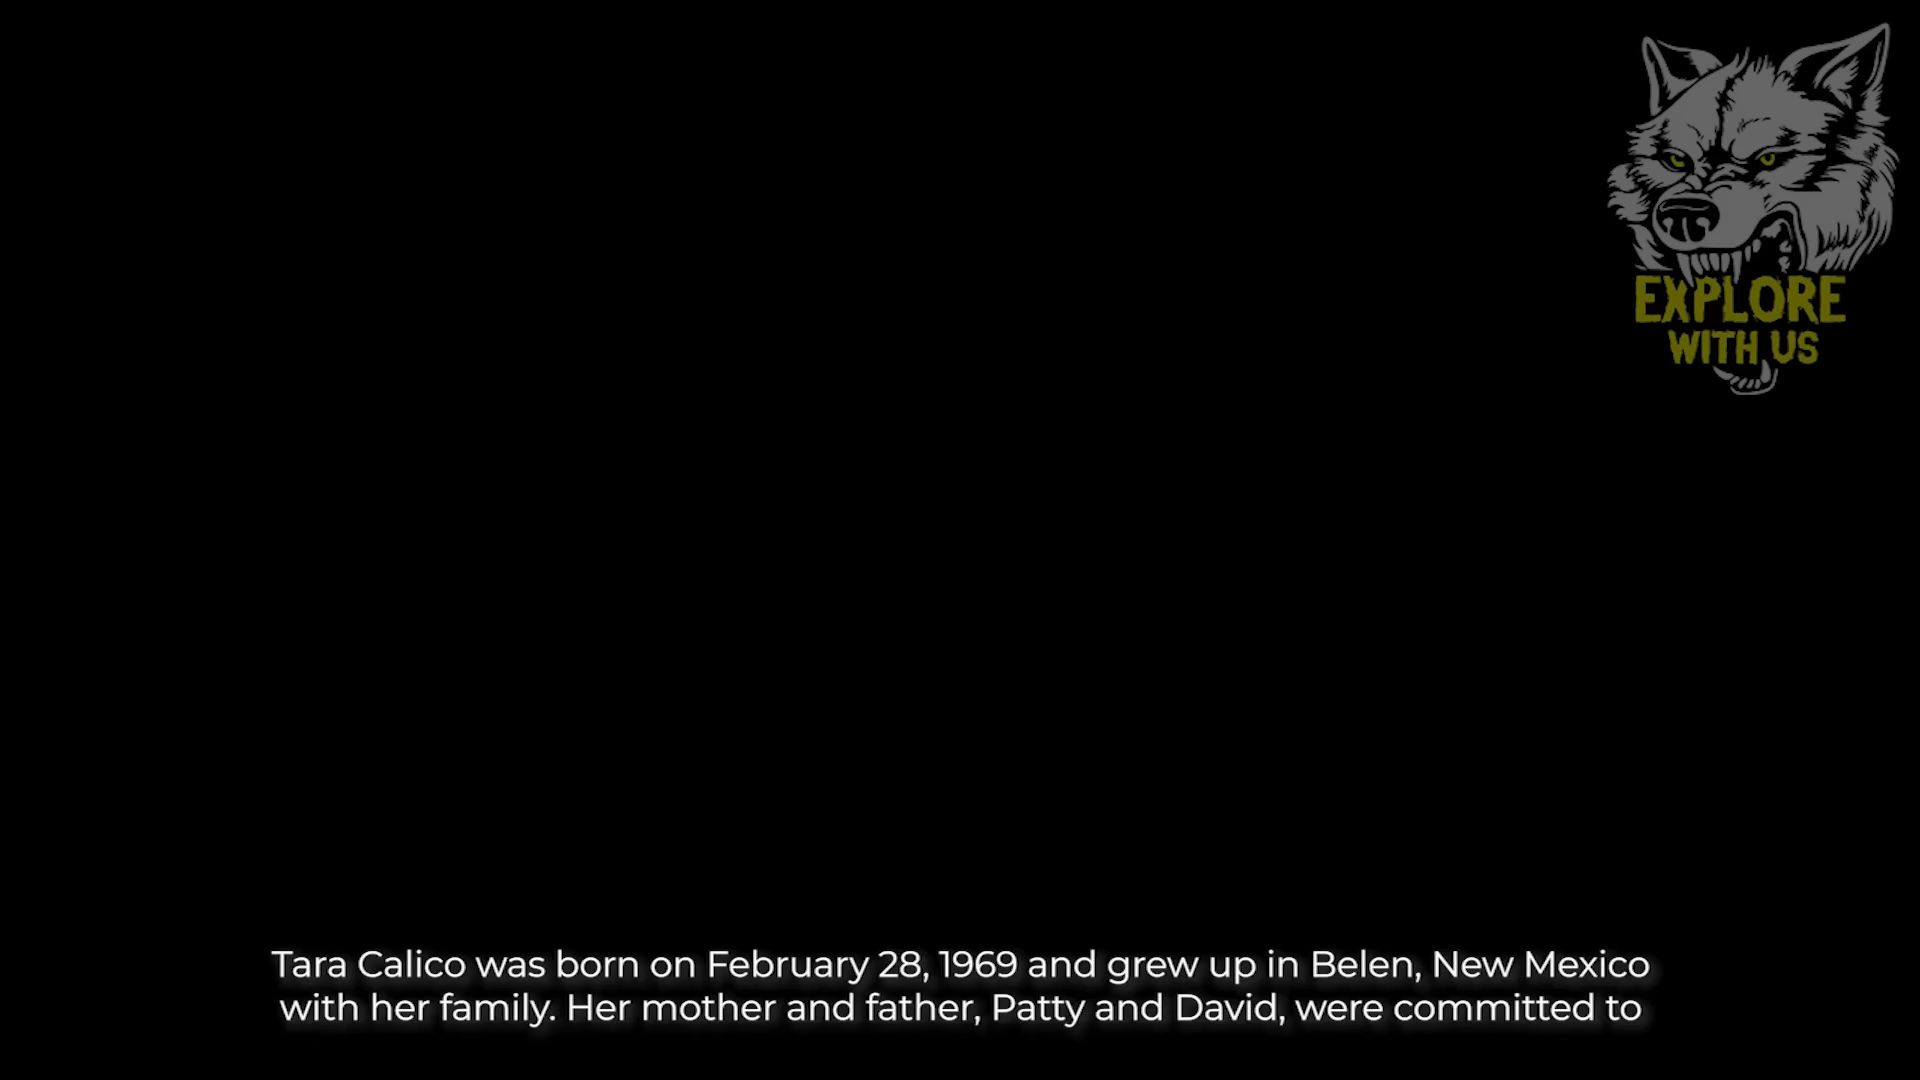 EXPLORE
WITH US
Tara Calico was born on February 28, 1969 and grew up in Belen, New Mexico
with her family. Her mother and father, Patty and David, were committed to